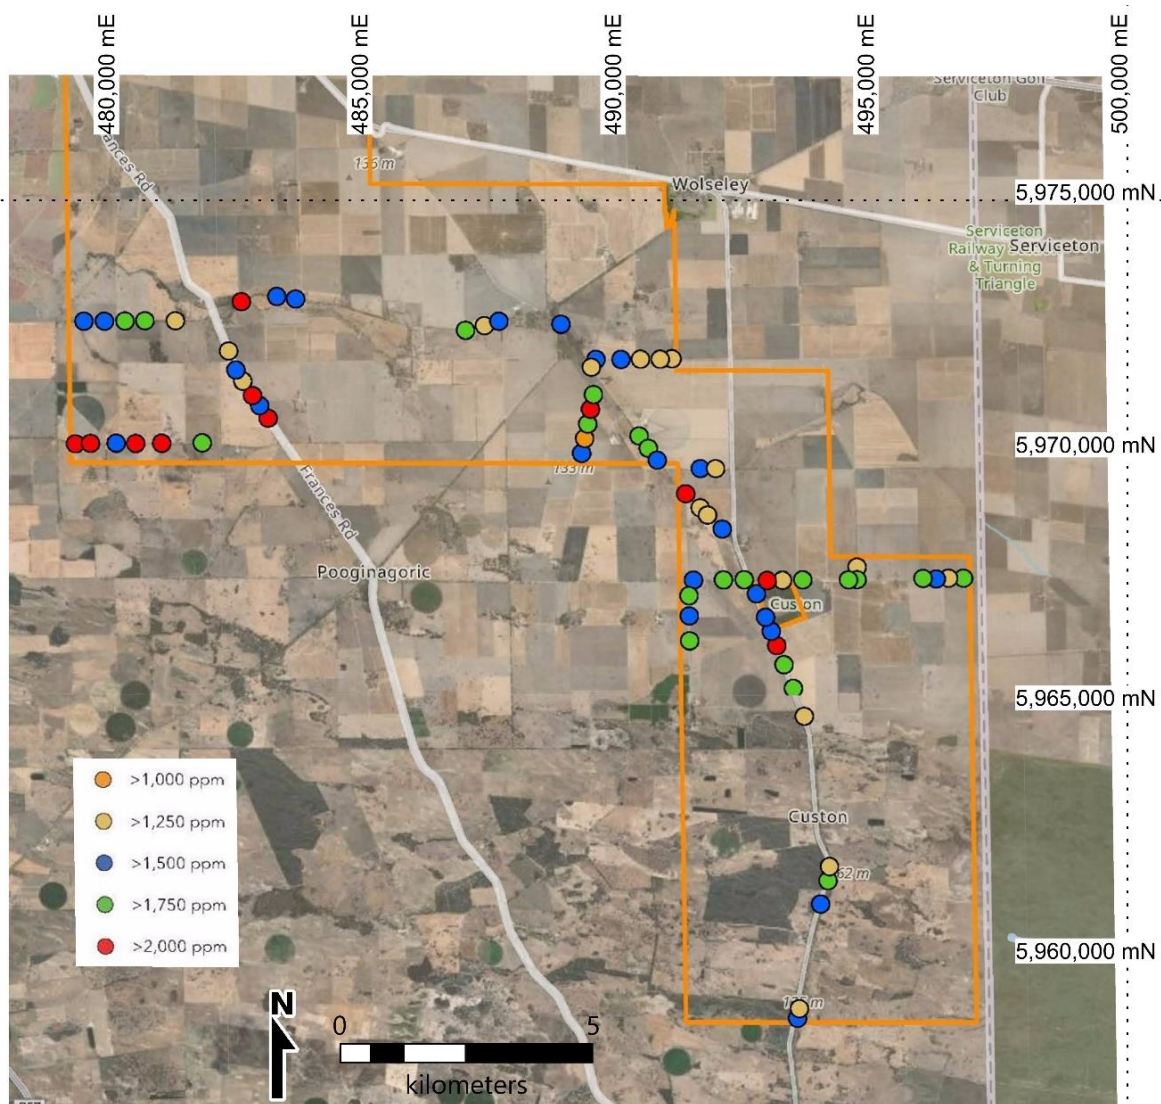 480,000 mE
485,000 mE
490,000 mE
495,000 mE
500,000 mE
Serviceton Golf
Club
ances Rd
136 m
Wolseley
5,975,000 mN
Serviceton
Railway
& Turning
Triangle
Serviceton
5,970,000 mN
133 m
Frances Rd
Pooginagoric
Custon
5,965,000 mN
>1,000 ppm
>1,250 ppm
>1,500 ppm
>1,750 ppm
>2,000 ppm
Custon
62 m
5,960,000 mN
N
0
5
kilometers